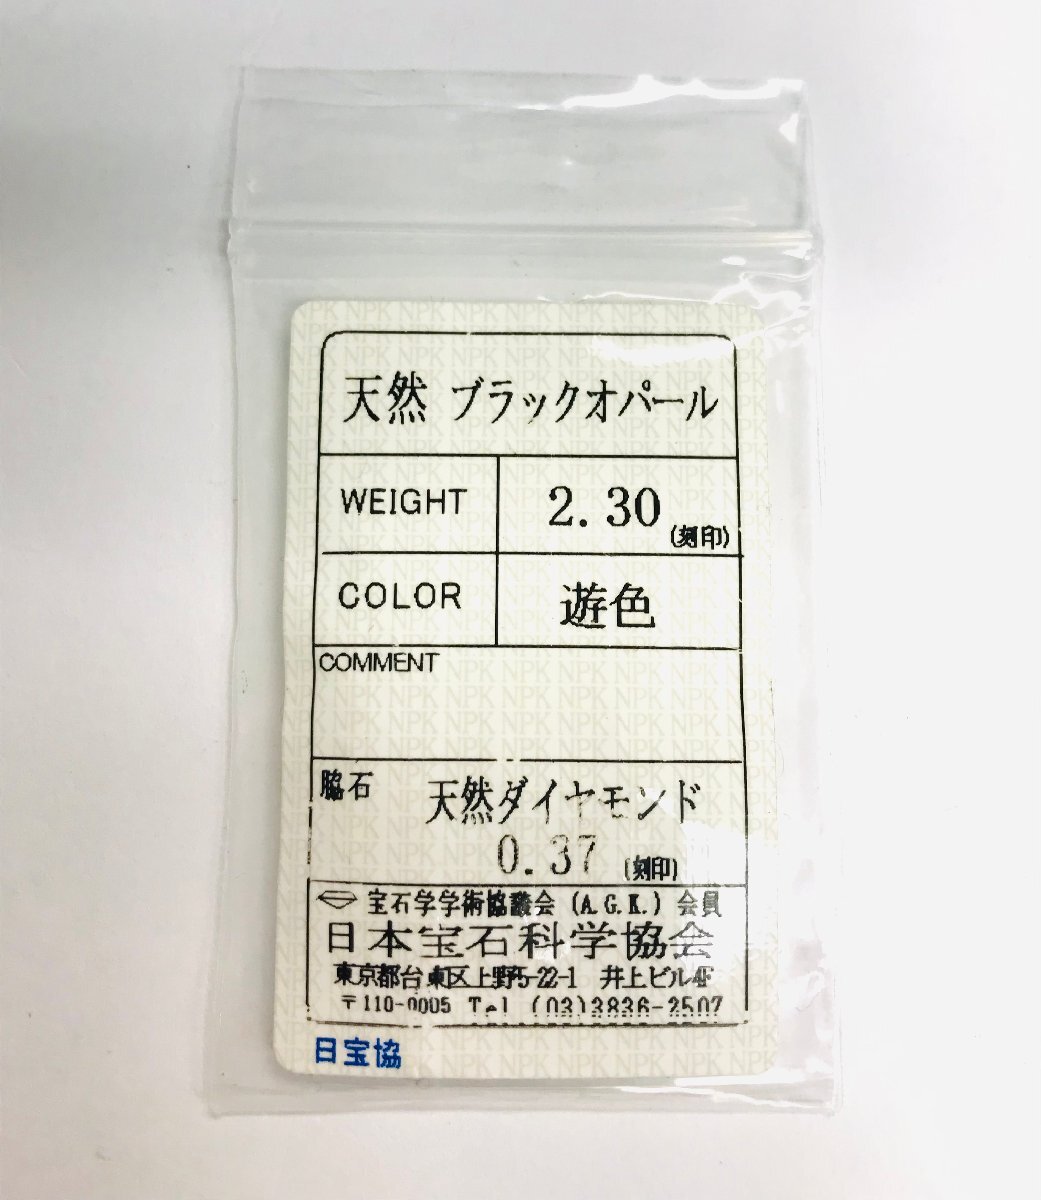 天然 ブラックオパール
WEIGHT 2.30 (刻印)
COLOR 遊色
COMMENT
脇石 天然ダイヤモンド
0.37 (刻印)
宝石学学術協叢会 (A.G.K.) 会員
日本宝石科学協会
東京都台東区上野5-22-1 井上ビル4F
〒110-0005 Tel (03)3836-2507
日宝協